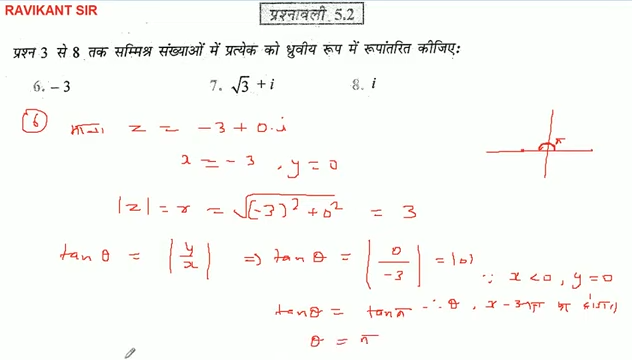 RAVIKANT SIR
प्रश्नावली 5.2
प्रश्न 3 से 8 तक सम्मिश्र संख्याओं में प्रत्येक को ध्रुवीय रूप में रूपांतरित कीजिए:
6. – 3 7. √3 + i 8. i
⑥ माना z = -3 + 0.i
π
x = -3 , y = 0
|z| = r = √((-3)² + 0²) = 3
tan θ = |y/x| ⇒ tan θ = |0/-3| = |0|
∵ x < 0, y = 0
tan θ = tan π ∴ θ, x-अक्ष का
θ = π